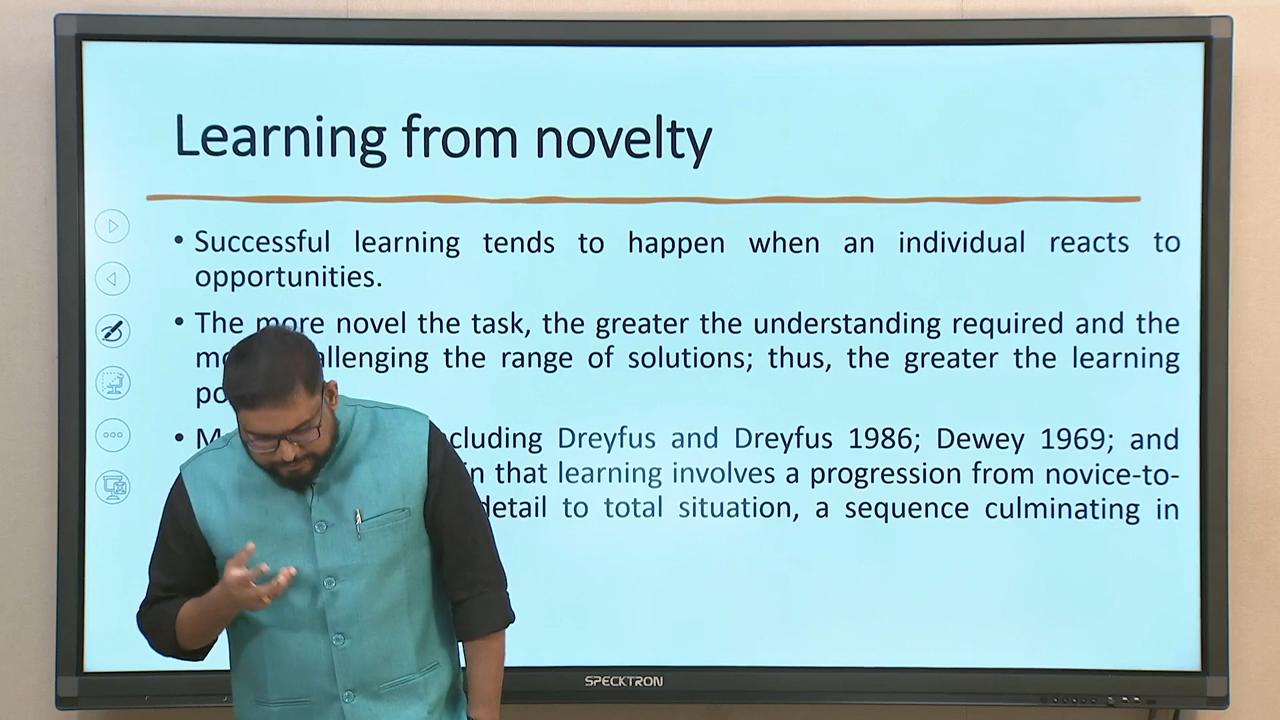 Learning from novelty
• Successful learning tends to happen when an individual reacts to
opportunities.
• The more novel the task, the greater the understanding required and the
challenging the range of solutions; thus, the greater the learning
• Dreyfus and Dreyfus 1986; Dewey 1969; and
that learning involves a progression from novice-to-
detail to total situation, a sequence culminating in
SPECKTRON